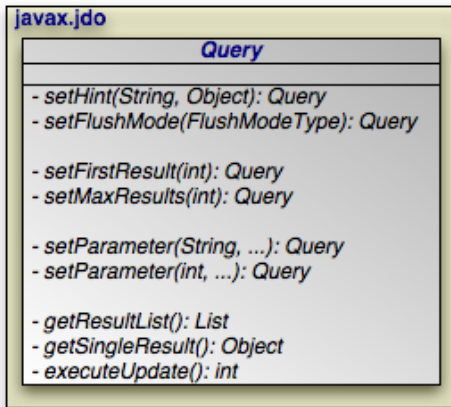 javax.jdo
Query
- setHint(String, Object): Query
- setFlushMode(FlushModeType): Query
- setFirstResult(int): Query
- setMaxResults(int): Query
- setParameter(String, ...): Query
- setParameter(int, ...): Query
- getResultList(): List
- getSingleResult(): Object
- executeUpdate(): int